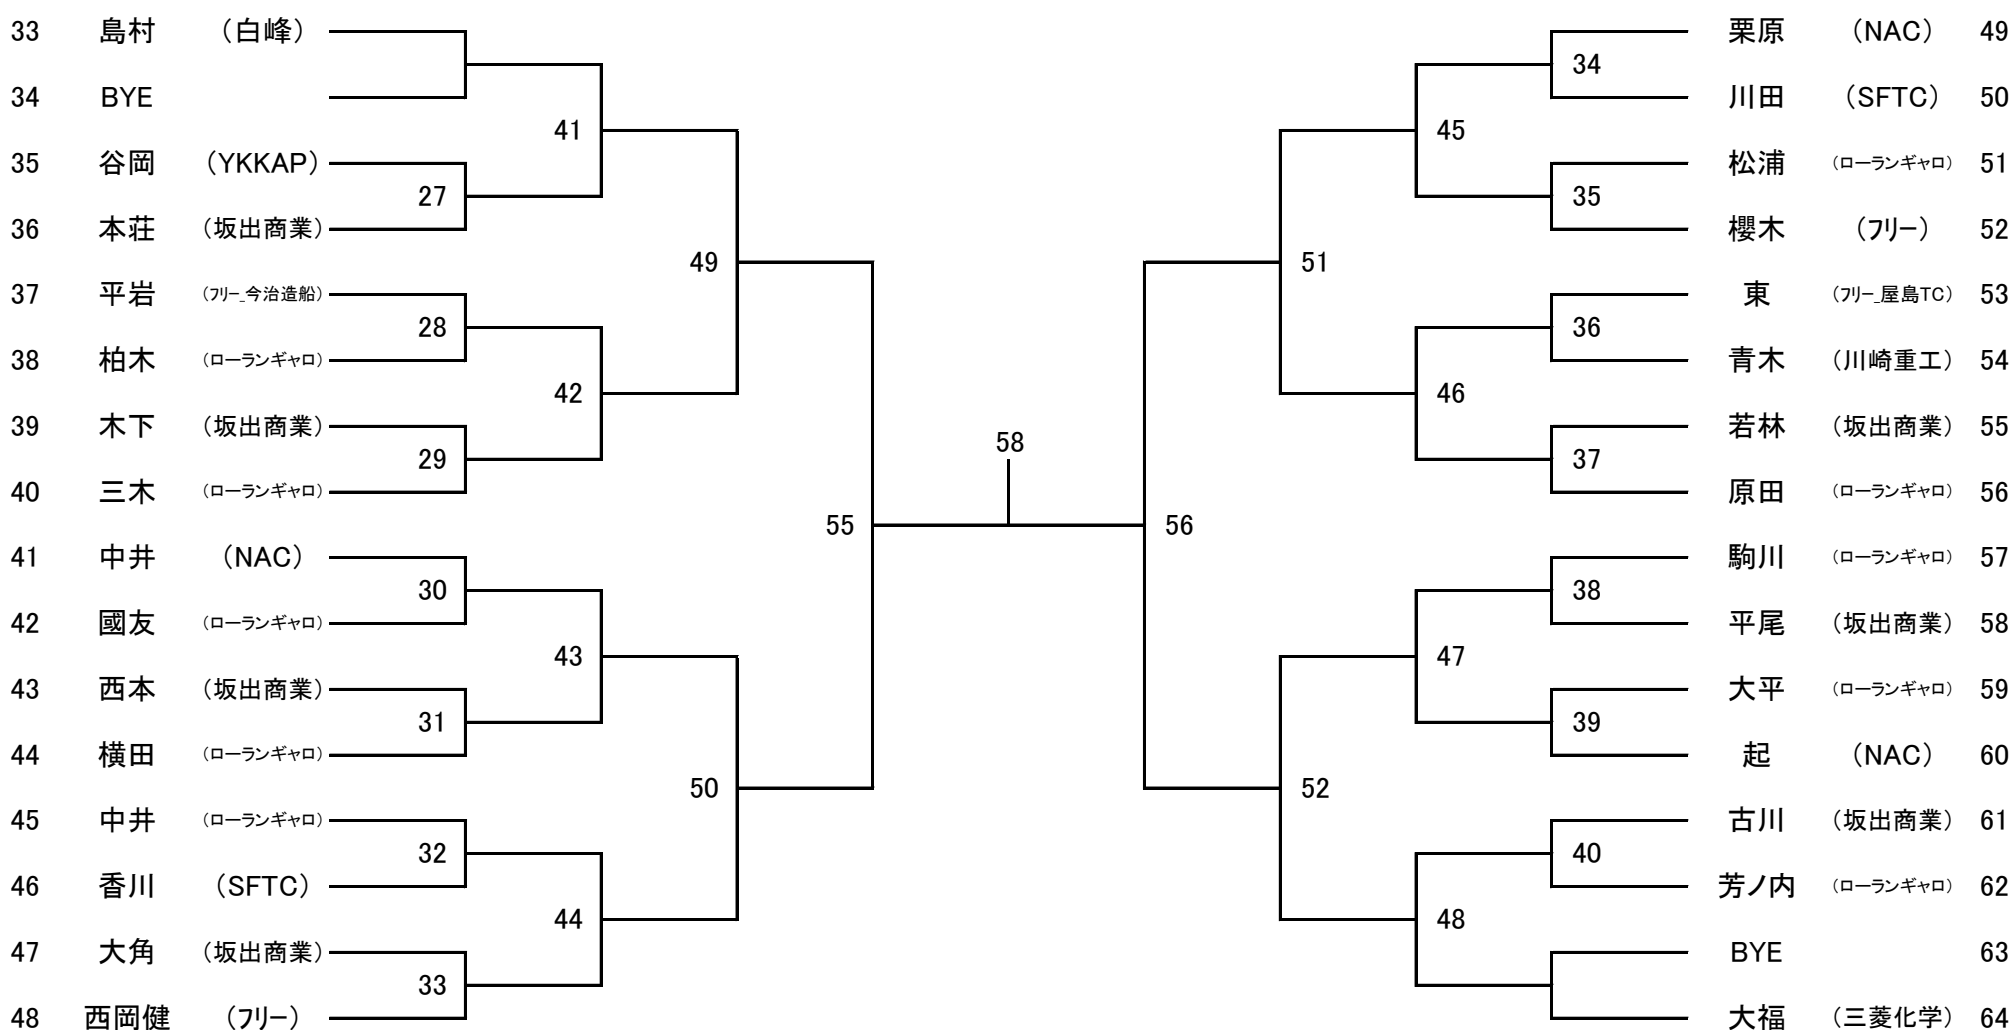 33 島村 （白峰）
34 BYE
35 谷岡 （YKKAP）
36 本荘 （坂出商業）
37 平岩 （フリー_今治造船）
38 柏木 （ローランギャロ）
39 木下 （坂出商業）
40 三木 （ローランギャロ）
41 中井 （NAC）
42 國友 （ローランギャロ）
43 西本 （坂出商業）
44 横田 （ローランギャロ）
45 中井 （ローランギャロ）
46 香川 （SFTC）
47 大角 （坂出商業）
48 西岡健 （フリー）
27
28
29
30
31
32
33
41
42
43
44
49
50
55
58
56
51
52
45
46
47
48
34
35
36
37
38
39
40
栗原 （NAC） 49
川田 （SFTC） 50
松浦 （ローランギャロ） 51
櫻木 （フリー） 52
東 （フリー_屋島TC） 53
青木 （川崎重工） 54
若林 （坂出商業） 55
原田 （ローランギャロ） 56
駒川 （ローランギャロ） 57
平尾 （坂出商業） 58
大平 （ローランギャロ） 59
起 （NAC） 60
古川 （坂出商業） 61
芳ノ内 （ローランギャロ） 62
BYE 63
大福 （三菱化学） 64